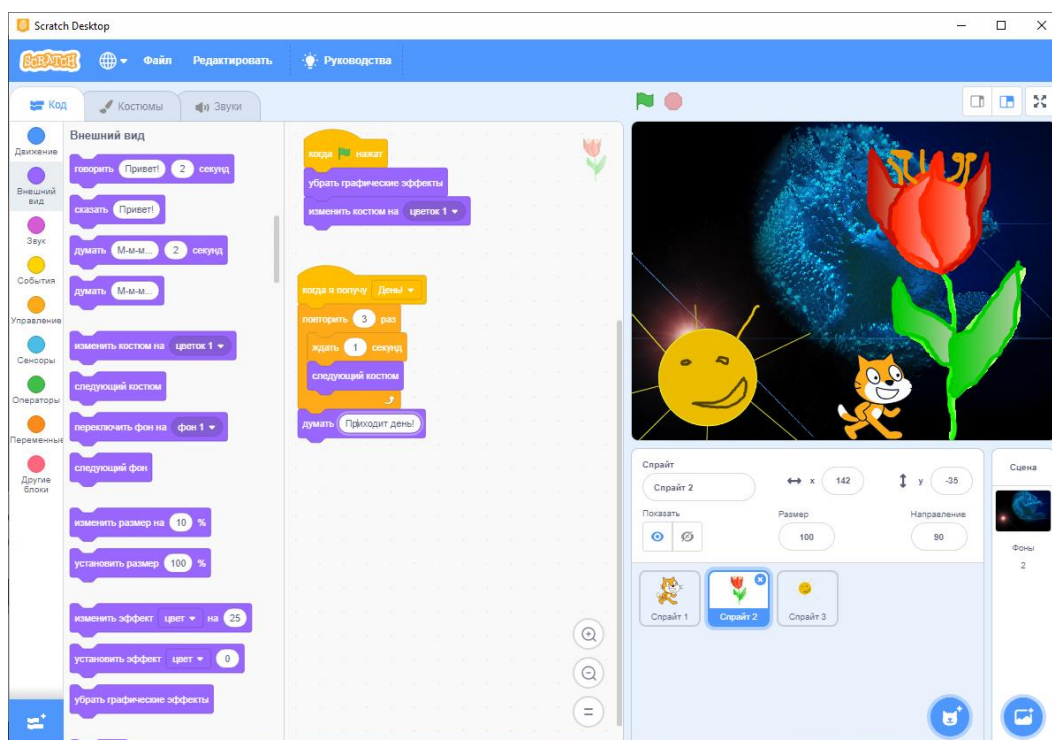 Scratch Desktop
SCRATCH Файл Редактировать Руководства
Код Костюмы Звуки
Движение
Внешний вид
Звук
События
Управление
Сенсоры
Операторы
Переменные
Другие блоки
Внешний вид
говорить Привет! 2 секунд
сказать Привет!
думать М-м-м... 2 секунд
думать М-м-м...
изменить костюм на цветок 1
следующий костюм
переключить фон на фон 1
следующий фон
изменить размер на 10 %
установить размер 100 %
изменить эффект цвет на 25
установить эффект цвет 0
убрать графические эффекты
когда нажат
убрать графические эффекты
изменить костюм на цветок 1
когда я получу День!
повторить 3 раз
ждать 1 секунд
следующий костюм
думать Приходит день!
Спрайт
Спрайт 2 x 142 y -35
Показать Размер Направление
100 90
Спрайт 1 Спрайт 2 Спрайт 3
Сцена
Фоны
2